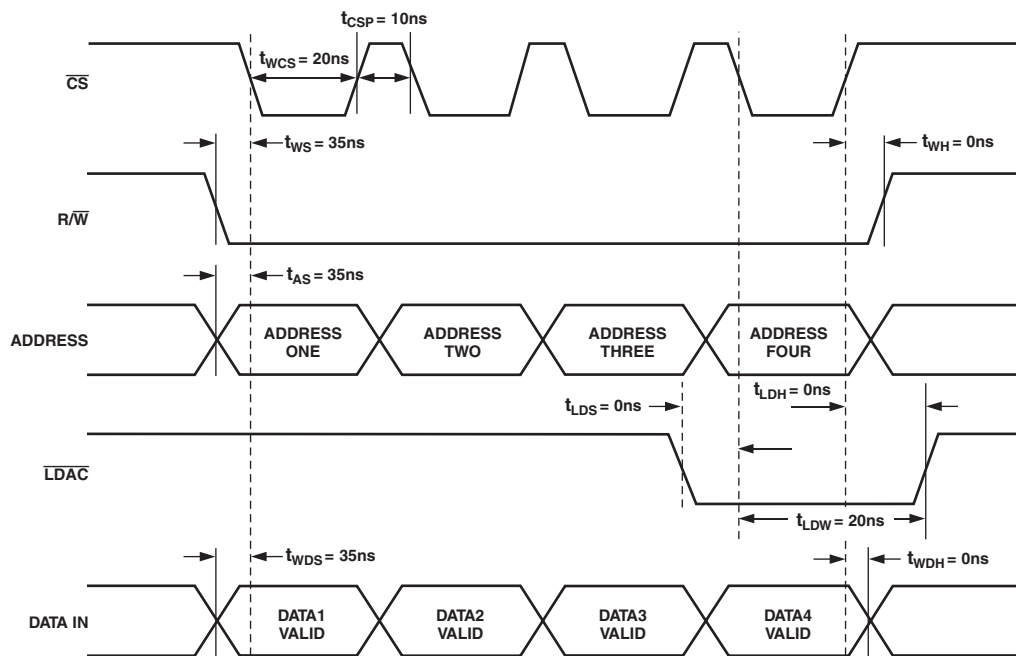 tCSP = 10ns
tWCS = 20ns
C̅S̅
tWS = 35ns
tWH = 0ns
R/W̅
tAS = 35ns
ADDRESS
ADDRESS ONE
ADDRESS TWO
ADDRESS THREE
ADDRESS FOUR
tLDS = 0ns
tLDH = 0ns
L̅D̅A̅C̅
tLDW = 20ns
tWDS = 35ns
tWDH = 0ns
DATA IN
DATA1 VALID
DATA2 VALID
DATA3 VALID
DATA4 VALID